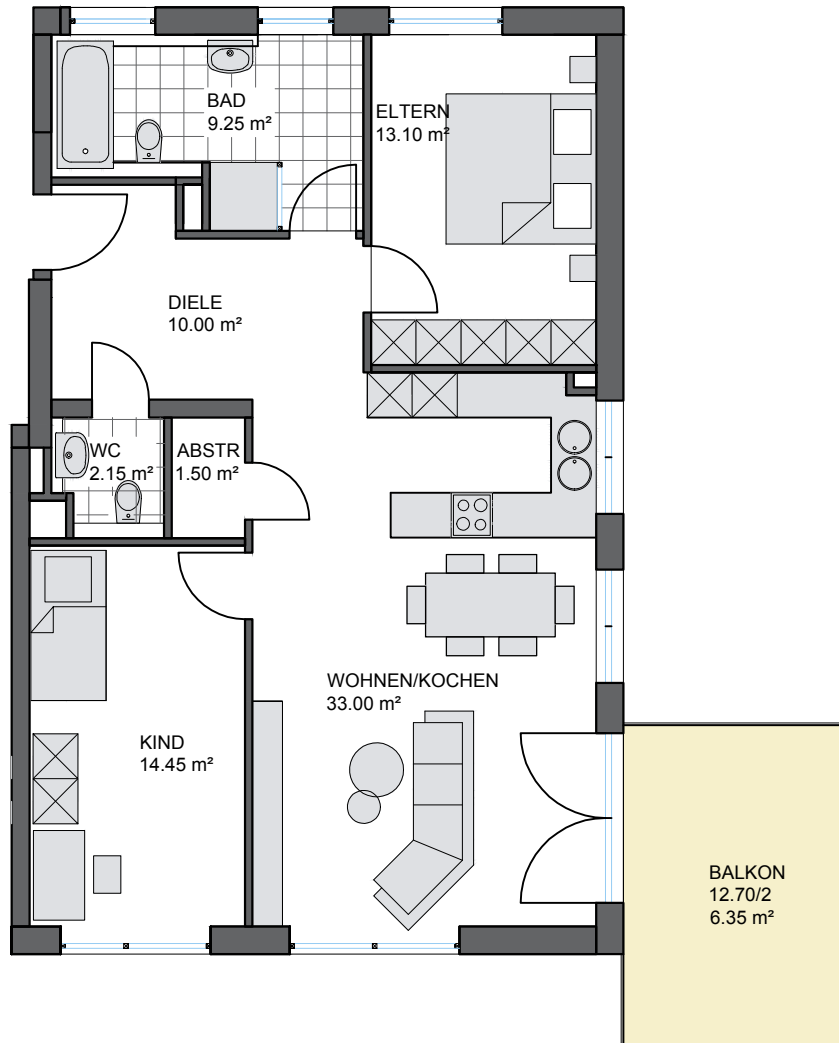 BAD
9.25 m²
ELTERN
13.10 m²
DIELE
10.00 m²
WC
2.15 m²
ABSTR
1.50 m²
WOHNEN/KOCHEN
33.00 m²
KIND
14.45 m²
BALKON
12.70/2
6.35 m²